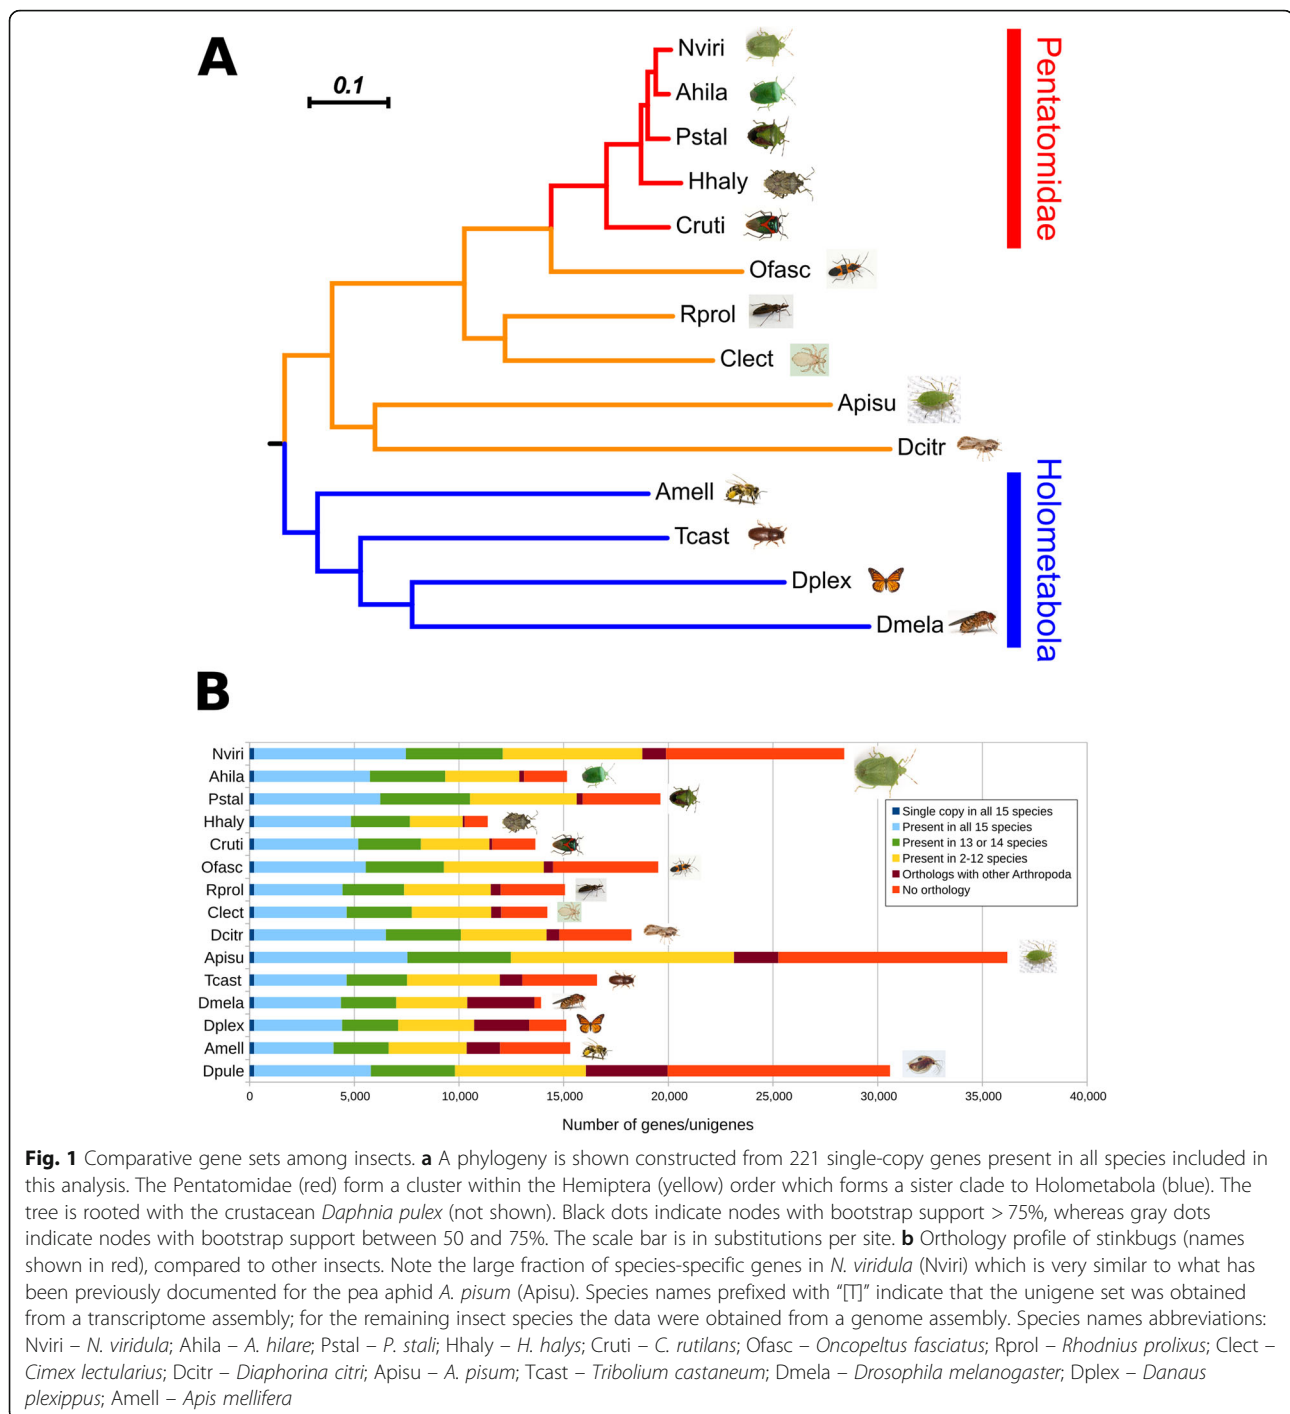 A
0.1
Nviri
Ahila
Pstal
Hhaly
Cruti
Ofasc
Rprol
Clect
Apisu
Dcitr
Amell
Tcast
Dplex
Dmela
Pentatomidae
Holometabola
B
Nviri
Ahila
Pstal
Hhaly
Cruti
Ofasc
Rprol
Clect
Dcitr
Apisu
Tcast
Dmela
Dplex
Amell
Dpule
Single copy in all 15 species
Present in all 15 species
Present in 13 or 14 species
Present in 2-12 species
Orthologs with other Arthropoda
No orthology
0 5,000 10,000 15,000 20,000 25,000 30,000 35,000 40,000
Number of genes/unigenes
Fig. 1 Comparative gene sets among insects. a A phylogeny is shown constructed from 221 single-copy genes present in all species included in
this analysis. The Pentatomidae (red) form a cluster within the Hemiptera (yellow) order which forms a sister clade to Holometabola (blue). The
tree is rooted with the crustacean Daphnia pulex (not shown). Black dots indicate nodes with bootstrap support > 75%, whereas gray dots
indicate nodes with bootstrap support between 50 and 75%. The scale bar is in substitutions per site. b Orthology profile of stinkbugs (names
shown in red), compared to other insects. Note the large fraction of species-specific genes in N. viridula (Nviri) which is very similar to what has
been previously documented for the pea aphid A. pisum (Apisu). Species names prefixed with “[T]” indicate that the unigene set was obtained
from a transcriptome assembly; for the remaining insect species the data were obtained from a genome assembly. Species names abbreviations:
Nviri – N. viridula; Ahila – A. hilare; Pstal – P. stali; Hhaly – H. halys; Cruti – C. rutilans; Ofasc – Oncopeltus fasciatus; Rprol – Rhodnius prolixus; Clect –
Cimex lectularius; Dcitr – Diaphorina citri; Apisu – A. pisum; Tcast – Tribolium castaneum; Dmela – Drosophila melanogaster; Dplex – Danaus
plexippus; Amell – Apis mellifera